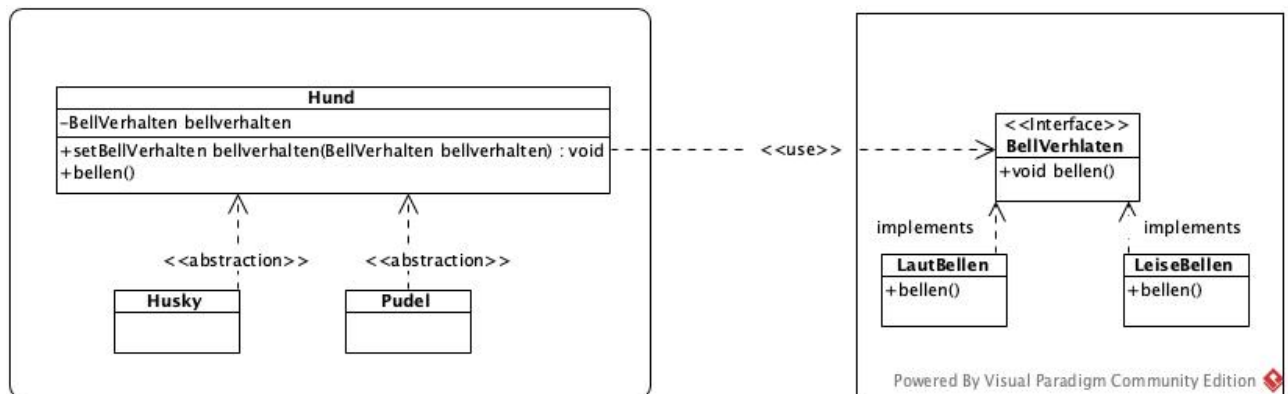 Hund
-BellVerhalten bellverhalten
+setBellVerhalten bellverhalten(BellVerhalten bellverhalten) : void
+bellen()
<<abstraction>>
<<abstraction>>
Husky
Pudel
<<use>>
<<Interface>>
BellVerhlaten
+void bellen()
implements
implements
LautBellen
+bellen()
LeiseBellen
+bellen()
Powered By Visual Paradigm Community Edition